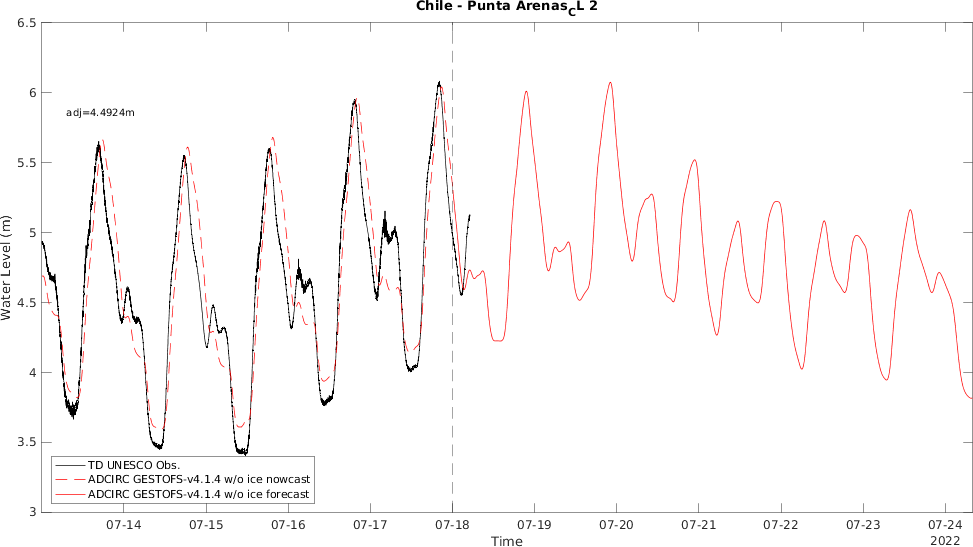 Chile - Punta Arenas_CL 2
6.5
6
5.5
5
4.5
4
3.5
3
Water Level (m)
adj=4.4924m
TD UNESCO Obs.
ADCIRC GESTOFS-v4.1.4 w/o ice nowcast
ADCIRC GESTOFS-v4.1.4 w/o ice forecast
07-14 07-15 07-16 07-17 07-18 07-19 07-20 07-21 07-22 07-23 07-24
2022
Time